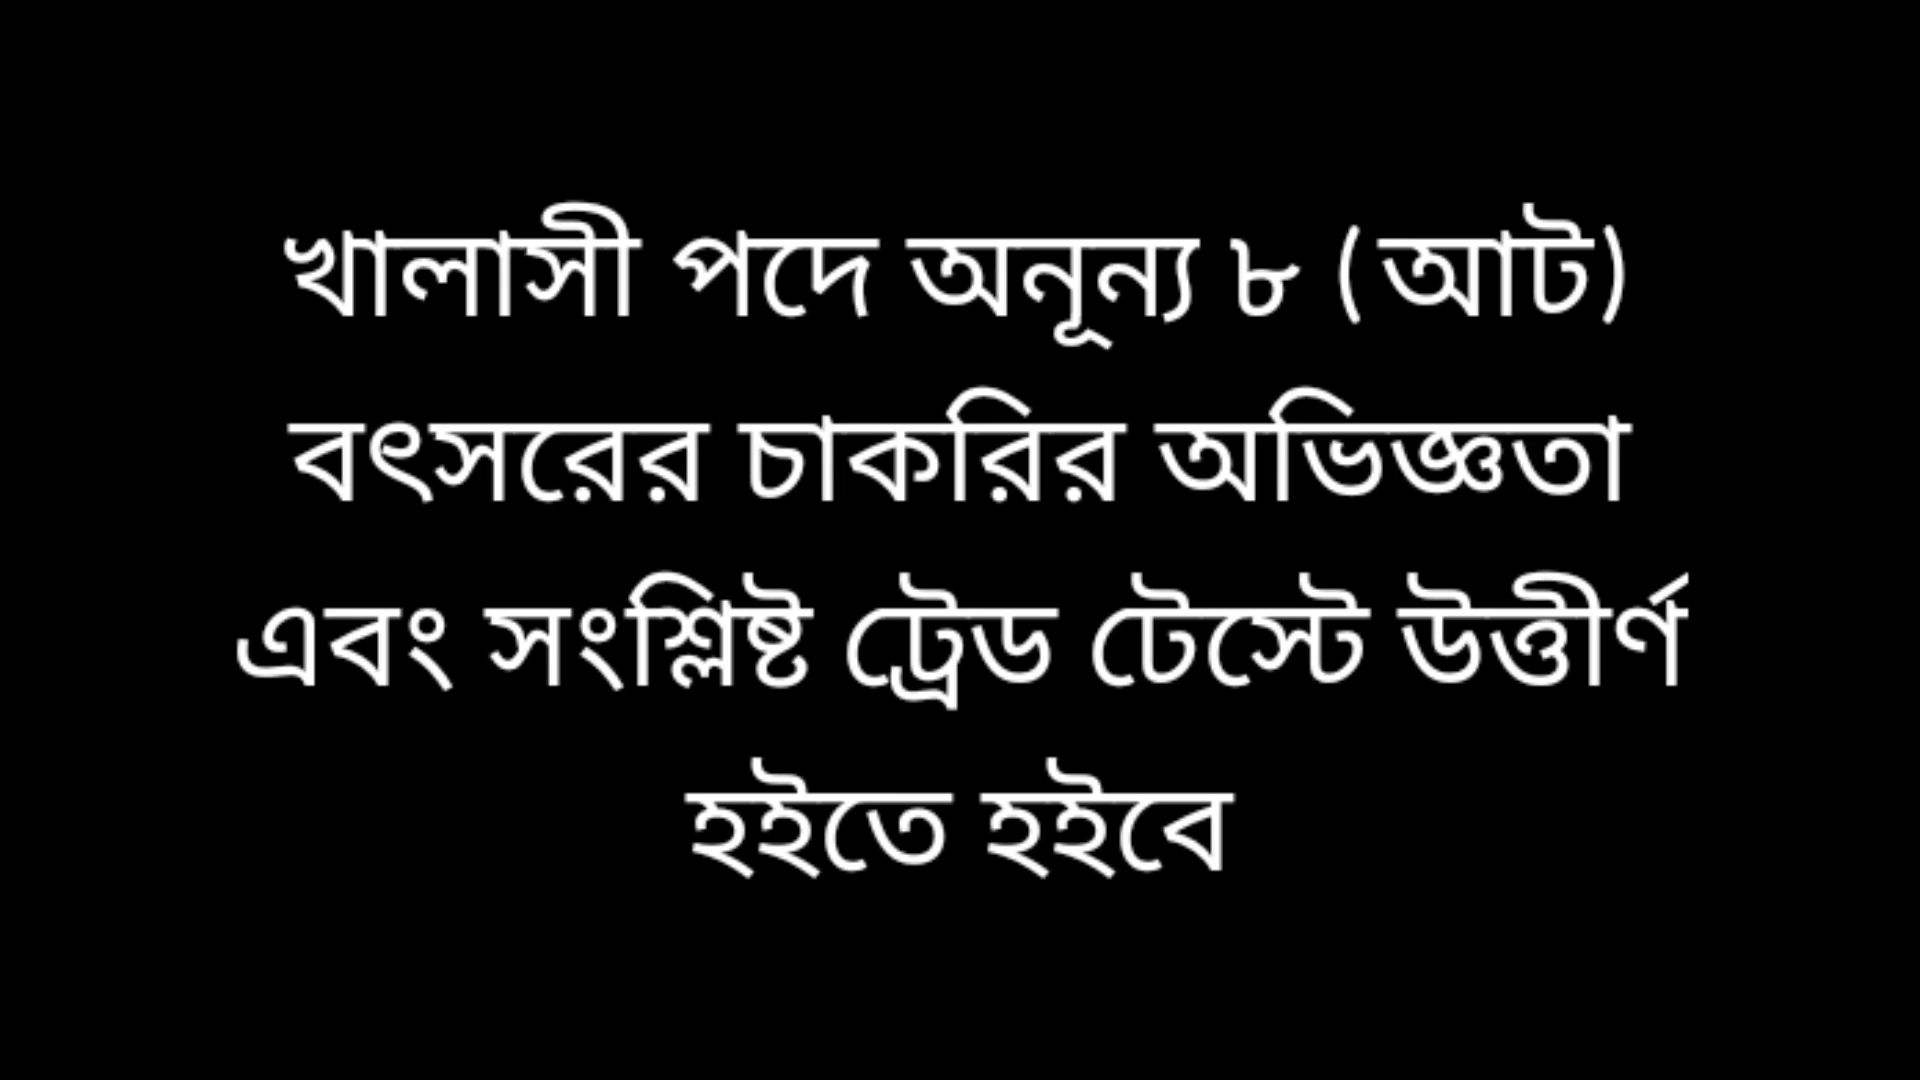 খালাসী পদে অনূন্য ৮ (আট)
বৎসরের চাকরির অভিজ্ঞতা
এবং সংশ্লিষ্ট ট্রেড টেস্টে উত্তীর্ণ
হইতে হইবে